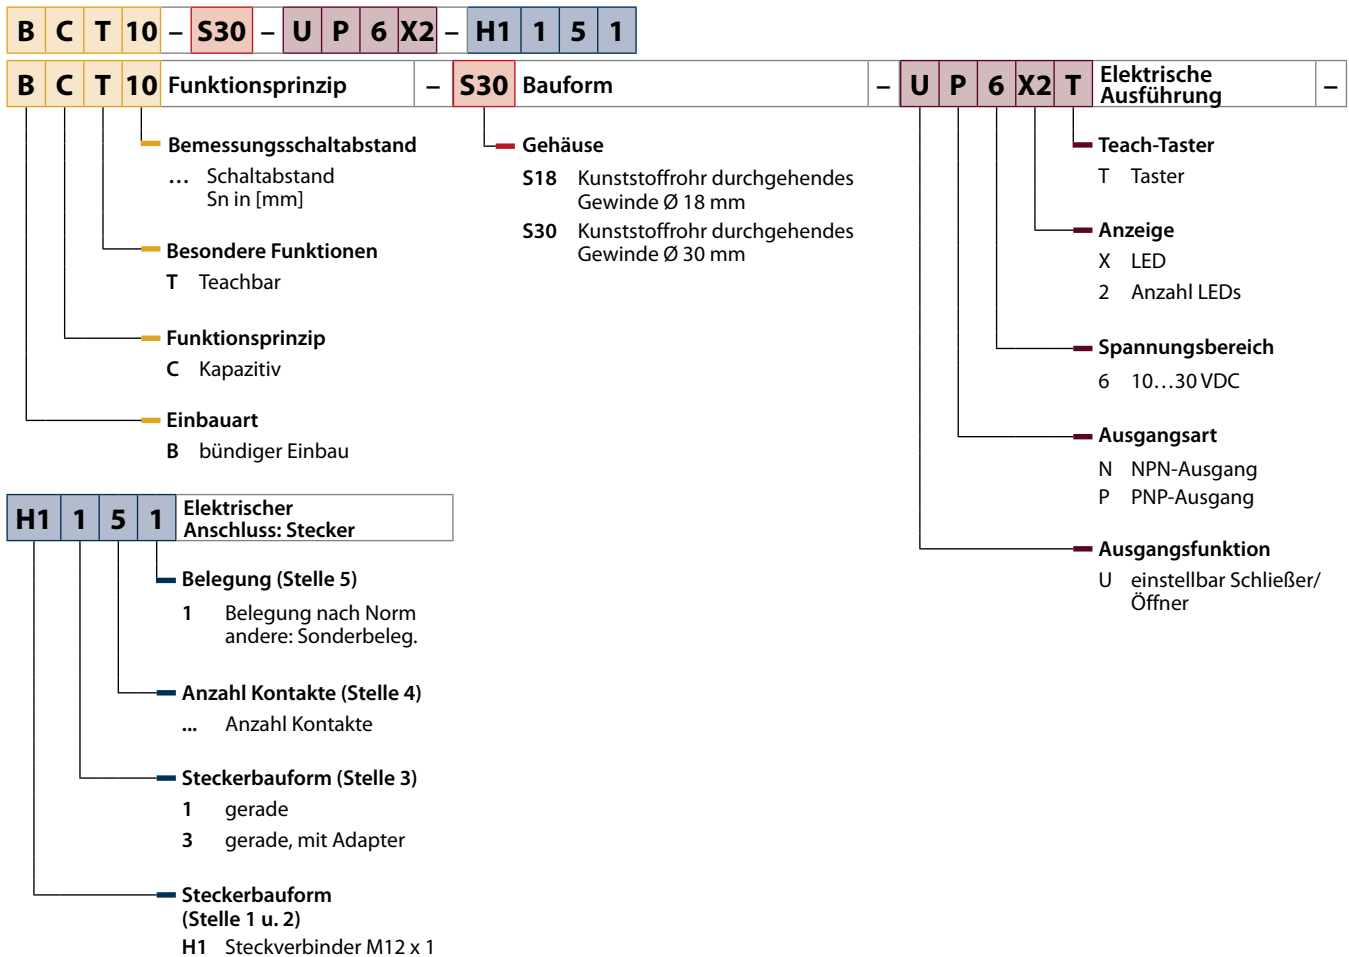 B C T 10 – S30 – U P 6 X2 – H1 1 5 1
B C T 10 Funktionsprinzip – S30 Bauform – U P 6 X2 T Elektrische
Ausführung –
Bemessungsschaltabstand
… Schaltabstand
Sn in [mm]
Besondere Funktionen
T Teachbar
Funktionsprinzip
C Kapazitiv
Einbauart
B bündiger Einbau
Gehäuse
S18 Kunststoffrohr durchgehendes
Gewinde Ø 18 mm
S30 Kunststoffrohr durchgehendes
Gewinde Ø 30 mm
Teach-Taster
T Taster
Anzeige
X LED
2 Anzahl LEDs
Spannungsbereich
6 10…30 VDC
Ausgangsart
N NPN-Ausgang
P PNP-Ausgang
Ausgangsfunktion
U einstellbar Schließer/
Öffner
H1 1 5 1 Elektrischer
Anschluss: Stecker
Belegung (Stelle 5)
1 Belegung nach Norm
andere: Sonderbeleg.
Anzahl Kontakte (Stelle 4)
... Anzahl Kontakte
Steckerbauform (Stelle 3)
1 gerade
3 gerade, mit Adapter
Steckerbauform
(Stelle 1 u. 2)
H1 Steckverbinder M12 x 1